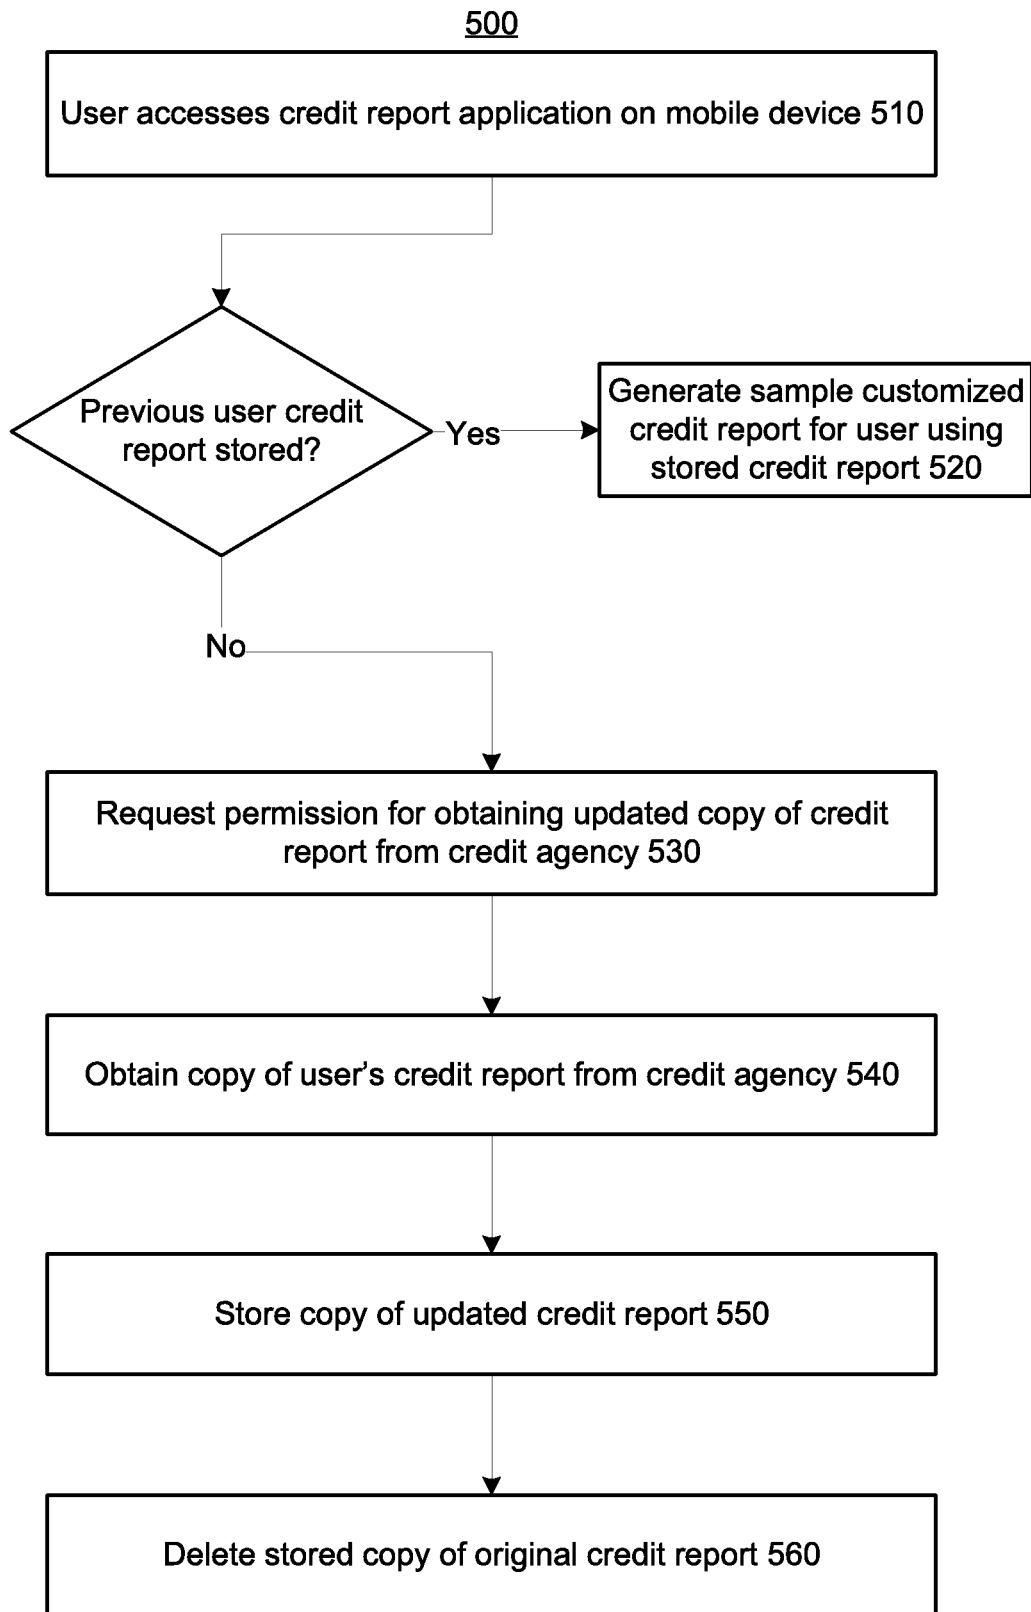 500
User accesses credit report application on mobile device 510
Previous user credit
report stored?
Yes
Generate sample customized
credit report for user using
stored credit report 520
No
Request permission for obtaining updated copy of credit
report from credit agency 530
Obtain copy of user’s credit report from credit agency 540
Store copy of updated credit report 550
Delete stored copy of original credit report 560